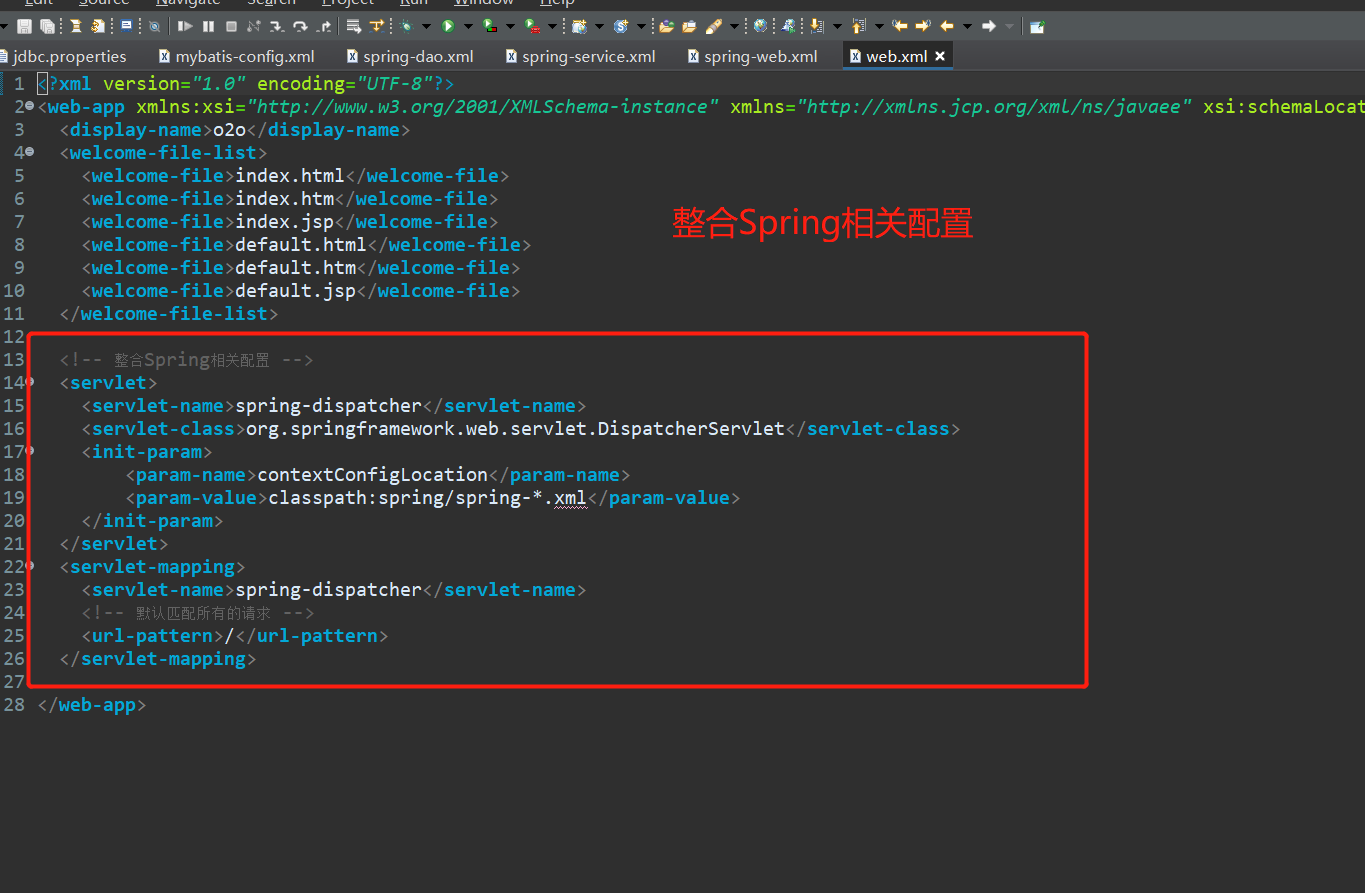 Edit Source Navigate Search Project Run Window Help
jdbc.properties mybatis-config.xml spring-dao.xml spring-service.xml spring-web.xml web.xml
1 <?xml version="1.0" encoding="UTF-8"?>
2 <web-app xmlns:xsi="http://www.w3.org/2001/XMLSchema-instance" xmlns="http://xmlns.jcp.org/xml/ns/javaee" xsi:schemaLocat
3 <display-name>o2o</display-name>
4 <welcome-file-list>
5 <welcome-file>index.html</welcome-file>
6 <welcome-file>index.htm</welcome-file>
7 <welcome-file>index.jsp</welcome-file>
整合Spring相关配置
8 <welcome-file>default.html</welcome-file>
9 <welcome-file>default.htm</welcome-file>
10 <welcome-file>default.jsp</welcome-file>
11 </welcome-file-list>
12
13 <!-- 整合Spring相关配置 -->
14 <servlet>
15 <servlet-name>spring-dispatcher</servlet-name>
16 <servlet-class>org.springframework.web.servlet.DispatcherServlet</servlet-class>
17 <init-param>
18 <param-name>contextConfigLocation</param-name>
19 <param-value>classpath:spring/spring-*.xml</param-value>
20 </init-param>
21 </servlet>
22 <servlet-mapping>
23 <servlet-name>spring-dispatcher</servlet-name>
24 <!-- 默认匹配所有的请求 -->
25 <url-pattern>/</url-pattern>
26 </servlet-mapping>
27
28 </web-app>